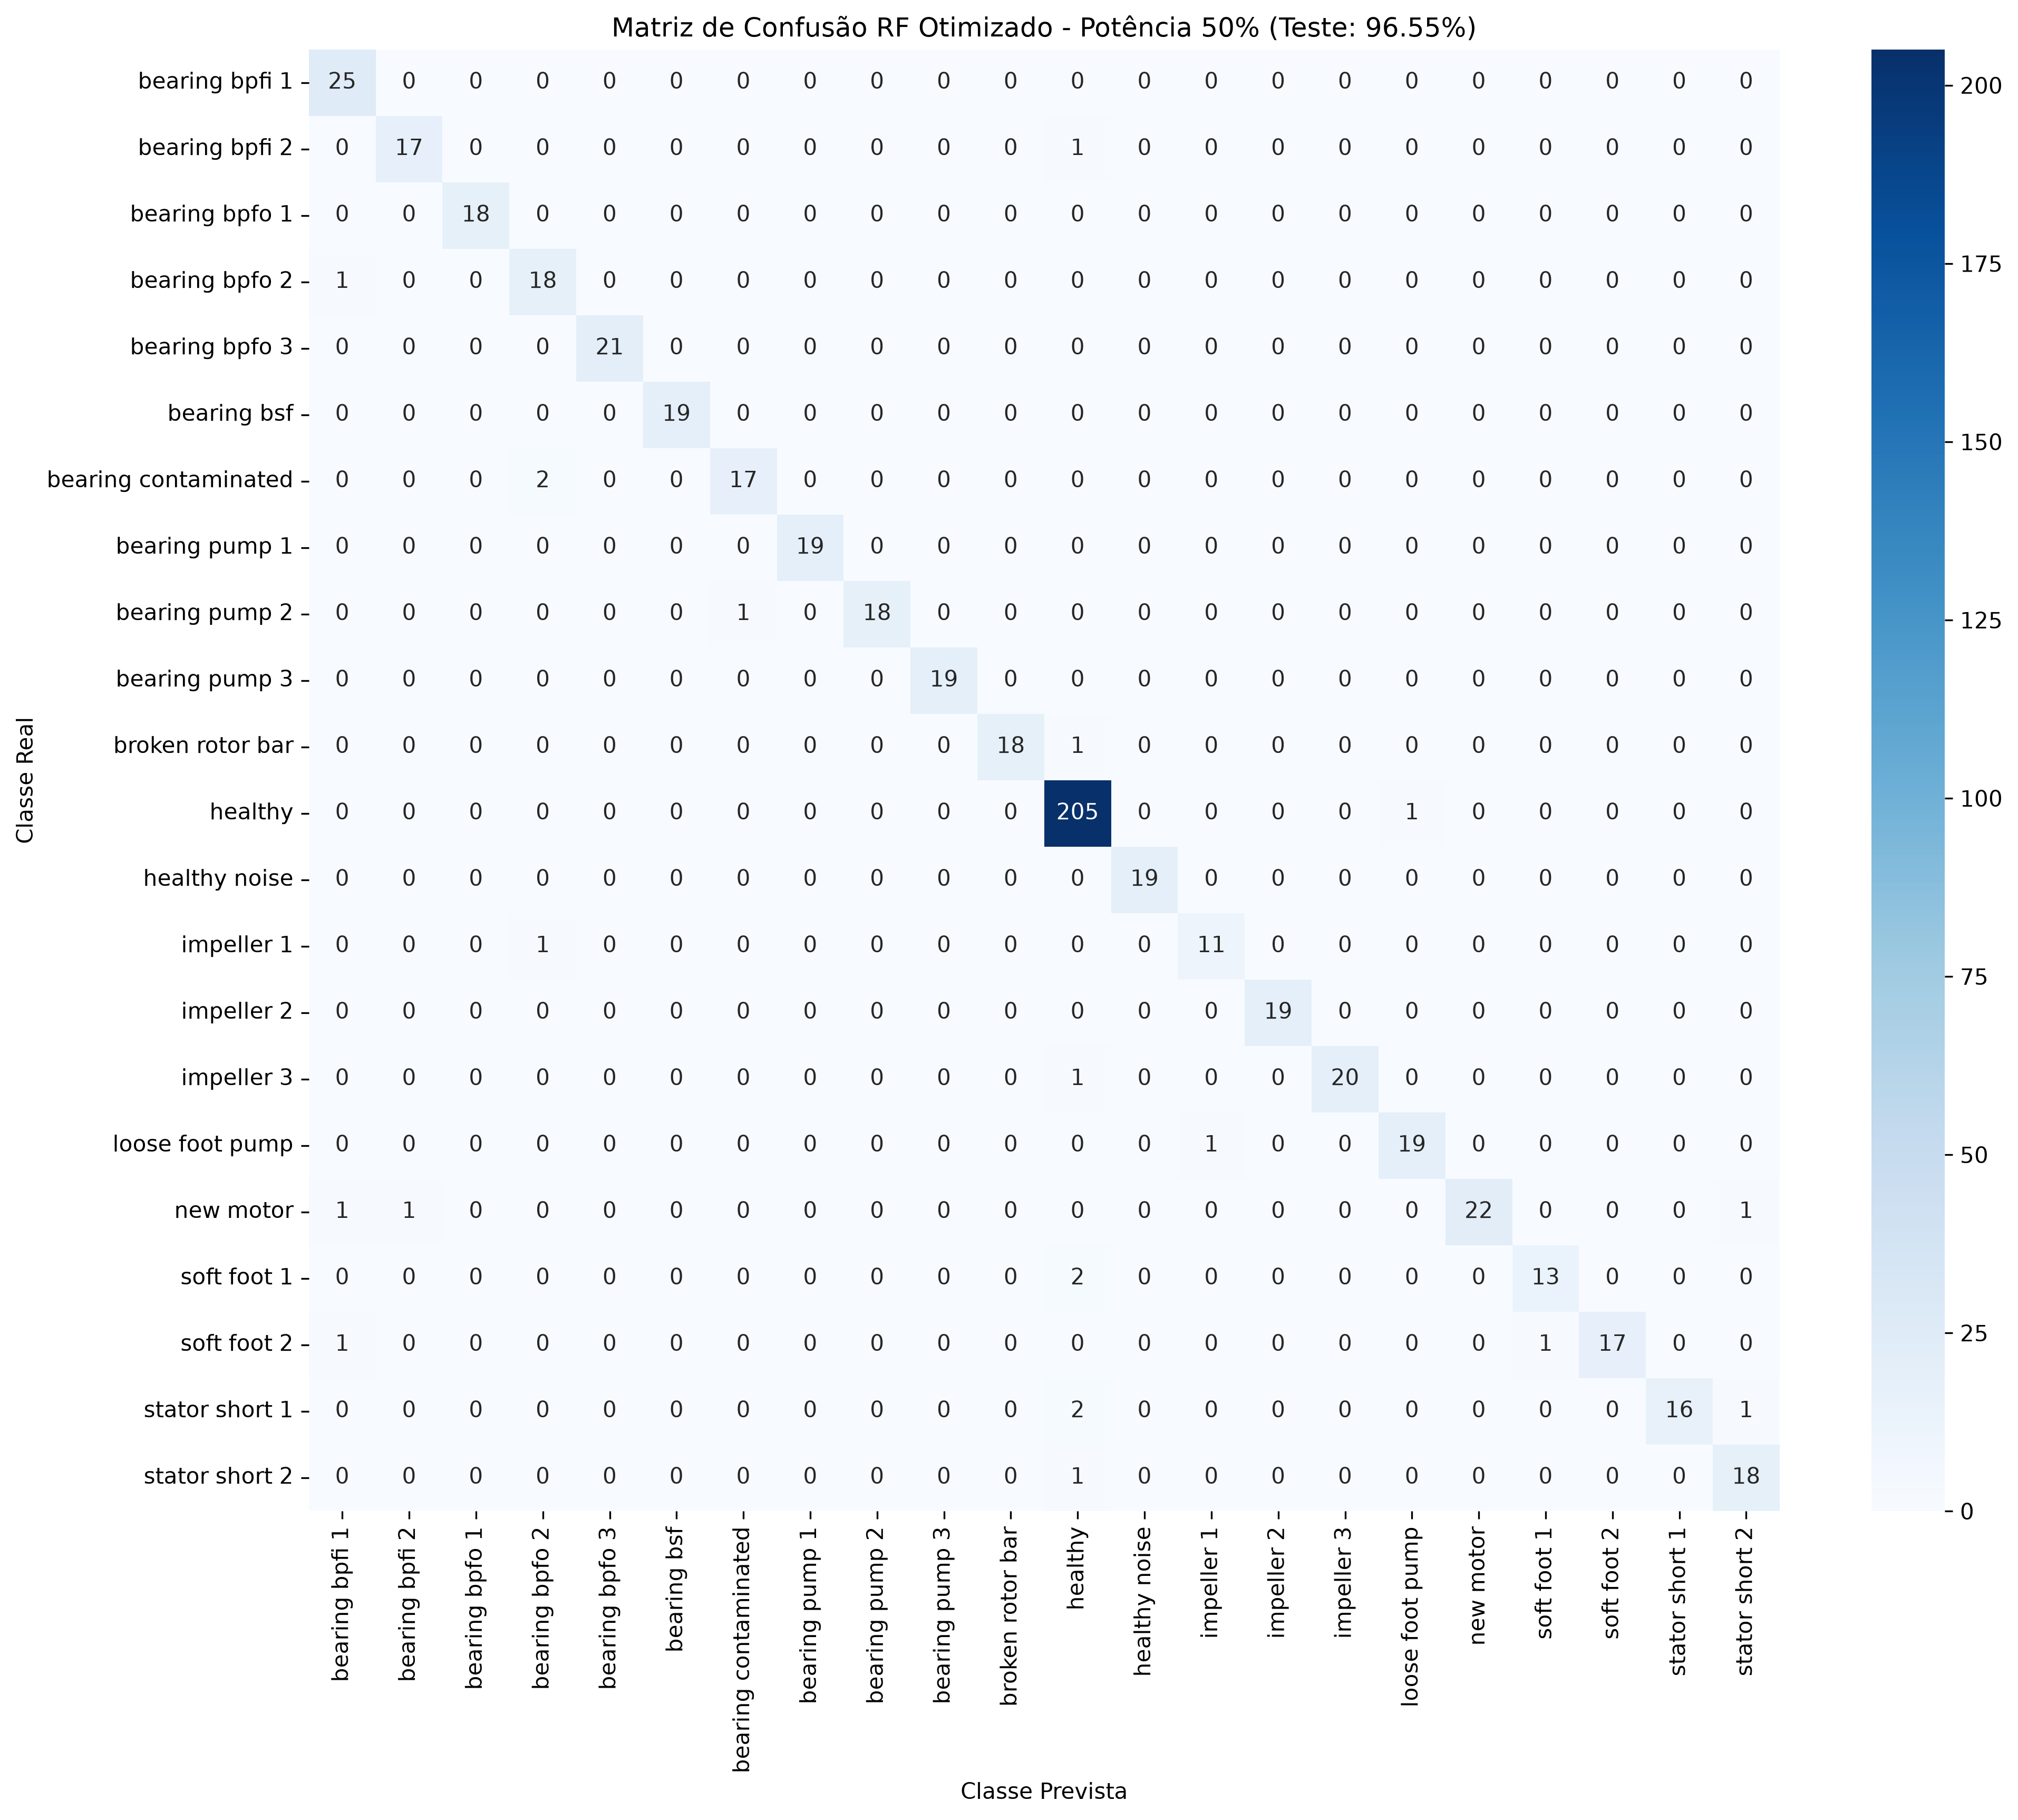 Matriz de Confusão RF Otimizado - Potência 50% (Teste: 96.55%)
bearing bpfi 1 25 0 0 0 0 0 0 0 0 0 0 0 0 0 0 0 0 0 0 0 0 0
bearing bpfi 2 0 17 0 0 0 0 0 0 0 0 0 1 0 0 0 0 0 0 0 0 0 0
bearing bpfo 1 0 0 18 0 0 0 0 0 0 0 0 0 0 0 0 0 0 0 0 0 0 0
bearing bpfo 2 1 0 0 18 0 0 0 0 0 0 0 0 0 0 0 0 0 0 0 0 0 0
bearing bpfo 3 0 0 0 0 21 0 0 0 0 0 0 0 0 0 0 0 0 0 0 0 0 0
bearing bsf 0 0 0 0 0 19 0 0 0 0 0 0 0 0 0 0 0 0 0 0 0 0
bearing contaminated 0 0 0 2 0 0 17 0 0 0 0 0 0 0 0 0 0 0 0 0 0 0
bearing pump 1 0 0 0 0 0 0 0 19 0 0 0 0 0 0 0 0 0 0 0 0 0 0
bearing pump 2 0 0 0 0 0 0 1 0 18 0 0 0 0 0 0 0 0 0 0 0 0 0
bearing pump 3 0 0 0 0 0 0 0 0 0 19 0 0 0 0 0 0 0 0 0 0 0 0
broken rotor bar 0 0 0 0 0 0 0 0 0 0 18 1 0 0 0 0 0 0 0 0 0 0
healthy 0 0 0 0 0 0 0 0 0 0 0 205 0 0 0 0 1 0 0 0 0 0
healthy noise 0 0 0 0 0 0 0 0 0 0 0 0 19 0 0 0 0 0 0 0 0 0
impeller 1 0 0 0 1 0 0 0 0 0 0 0 0 0 11 0 0 0 0 0 0 0 0
impeller 2 0 0 0 0 0 0 0 0 0 0 0 0 0 0 19 0 0 0 0 0 0 0
impeller 3 0 0 0 0 0 0 0 0 0 0 0 1 0 0 0 20 0 0 0 0 0 0
loose foot pump 0 0 0 0 0 0 0 0 0 0 0 0 0 1 0 0 19 0 0 0 0 0
new motor 1 1 0 0 0 0 0 0 0 0 0 0 0 0 0 0 0 22 0 0 0 1
soft foot 1 0 0 0 0 0 0 0 0 0 0 0 2 0 0 0 0 0 0 13 0 0 0
soft foot 2 1 0 0 0 0 0 0 0 0 0 0 0 0 0 0 0 0 0 1 17 0 0
stator short 1 0 0 0 0 0 0 0 0 0 0 0 2 0 0 0 0 0 0 0 0 16 1
stator short 2 0 0 0 0 0 0 0 0 0 0 0 1 0 0 0 0 0 0 0 0 0 18
Classe Real
bearing bpfi 1
bearing bpfi 2
bearing bpfo 1
bearing bpfo 2
bearing bpfo 3
bearing bsf
bearing contaminated
bearing pump 1
bearing pump 2
bearing pump 3
broken rotor bar
healthy
healthy noise
impeller 1
impeller 2
impeller 3
loose foot pump
new motor
soft foot 1
soft foot 2
stator short 1
stator short 2
Classe Prevista
200
175
150
125
100
75
50
25
0